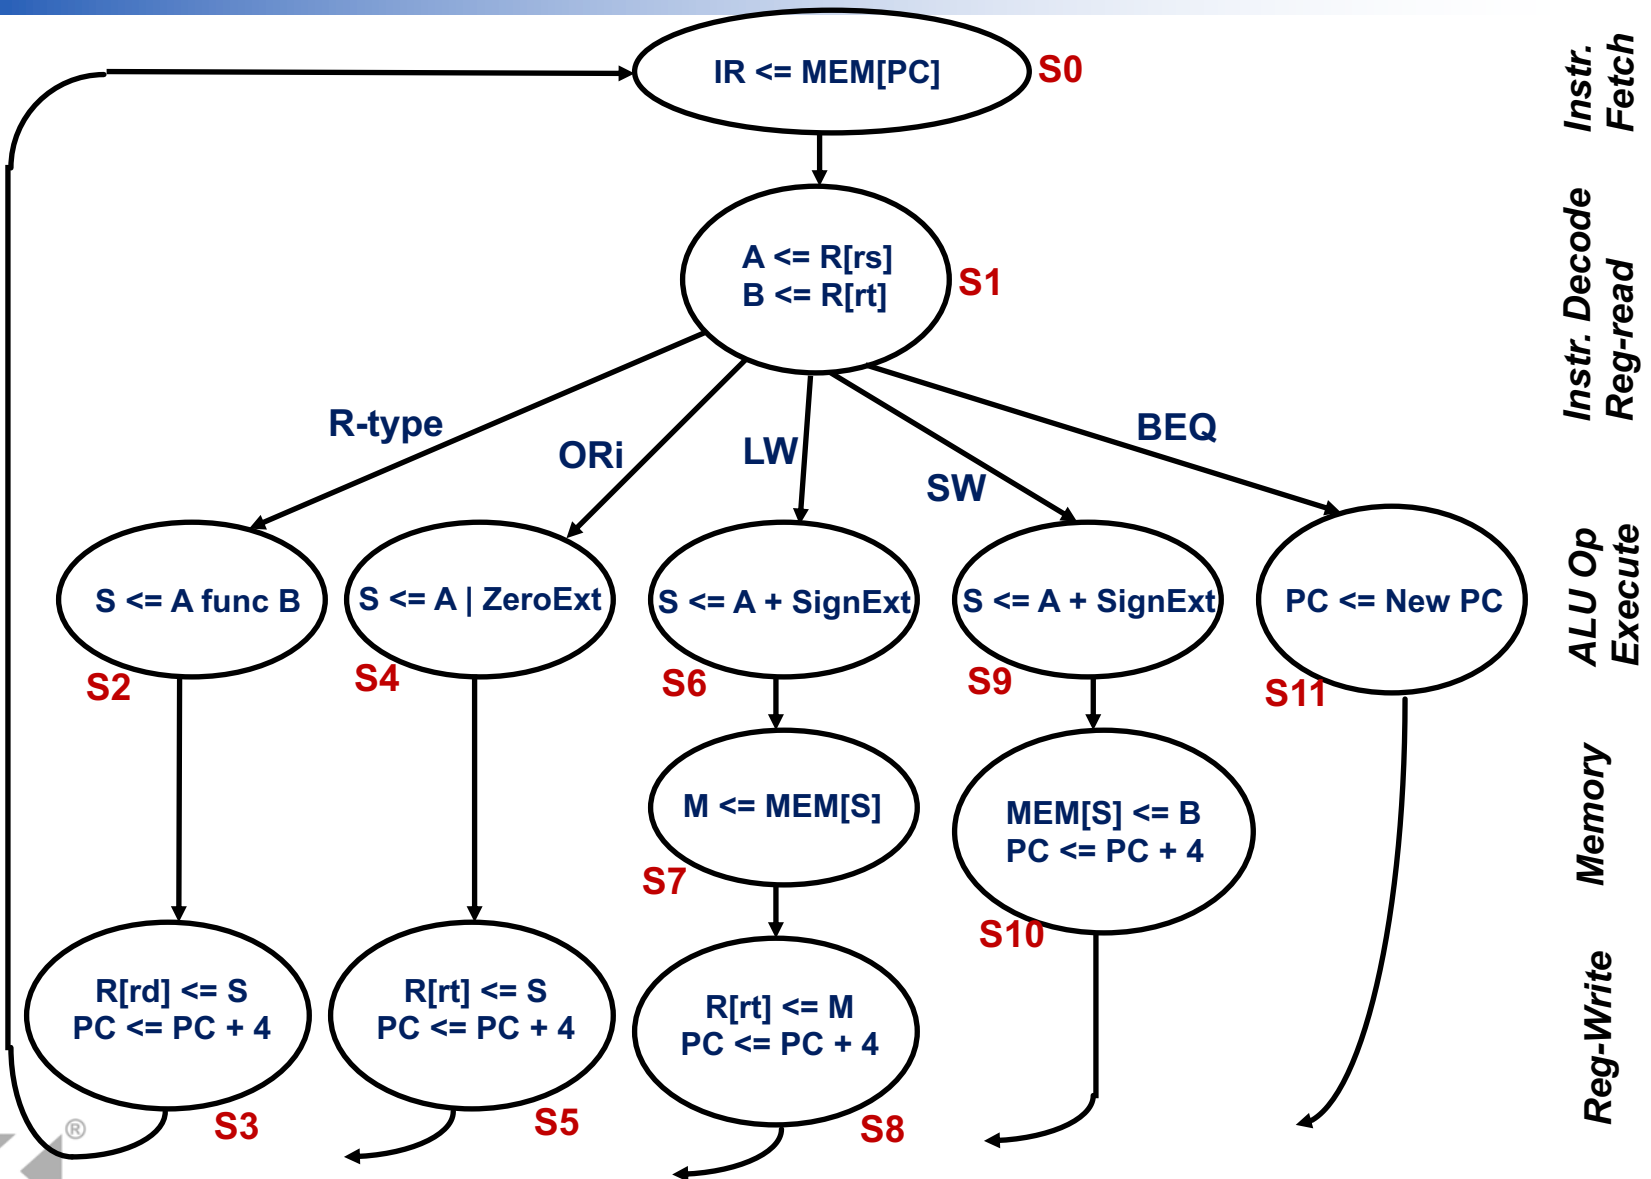 IR <= MEM[PC]
S0
Instr.
Fetch
A <= R[rs]
B <= R[rt]
S1
Instr. Decode
Reg-read
R-type
ORi
LW
SW
BEQ
S <= A func B
S2
S <= A | ZeroExt
S4
S <= A + SignExt
S6
S <= A + SignExt
S9
PC <= New PC
S11
ALU Op
Execute
M <= MEM[S]
S7
MEM[S] <= B
PC <= PC + 4
S10
Memory
R[rd] <= S
PC <= PC + 4
S3
R[rt] <= S
PC <= PC + 4
S5
R[rt] <= M
PC <= PC + 4
S8
Reg-Write
®